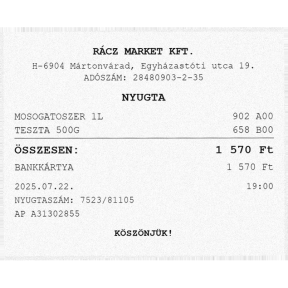 RÁCZ MARKET KFT.
H-6904 Mártonvárad, Egyházastóti utca 19.
ADÓSZÁM: 28480903-2-35
NYUGTA
MOSOGATOSZER 1L 902 A00
TESZTA 500G 658 B00
ÖSSZESEN: 1 570 Ft
BANKKÁRTYA 1 570 Ft
2025.07.22. 19:00
NYUGTASZÁM: 7523/81105
AP A31302855
KÖSZÖNJÜK!